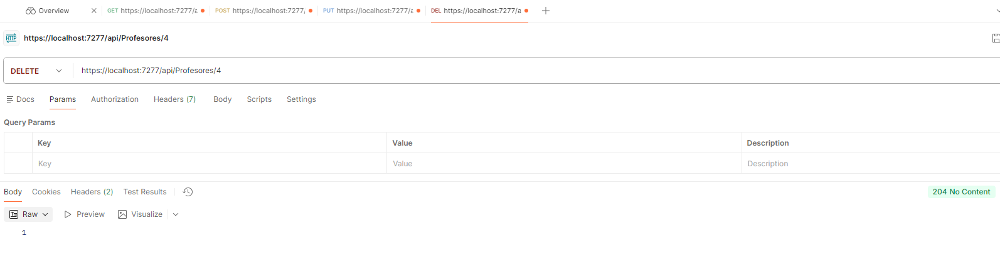 Overview
GET https://localhost:7277/a
POST https://localhost:7277/
PUT https://localhost:7277/a
DEL https://localhost:7277/a
HTTP https://localhost:7277/api/Profesores/4
DELETE https://localhost:7277/api/Profesores/4
Docs Params Authorization Headers (7) Body Scripts Settings
Query Params
Key Value Description
Key Value Description
Body Cookies Headers (2) Test Results 204 No Content
Raw Preview Visualize
1